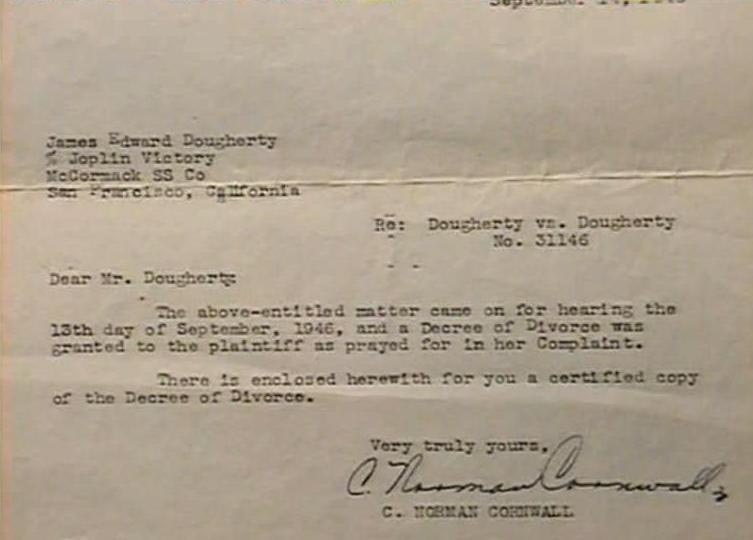 September 14, 1946
James Edward Dougherty
% Joplin Victory
McCormack SS Co
San Francisco, California
Re: Dougherty vs. Dougherty
No. 31146
Dear Mr. Dougherty:
The above-entitled matter came on for hearing the
13th day of September, 1946, and a Decree of Divorce was
granted to the plaintiff as prayed for in her Complaint.
There is enclosed herewith for you a certified copy
of the Decree of Divorce.
Very truly yours,
C. Norman Cornwall
C. NORMAN CORNWALL